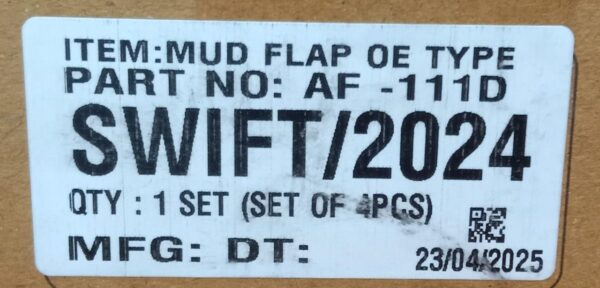 ITEM:MUD FLAP OE TYPE
PART NO: AF -111D
SWIFT/2024
QTY : 1 SET (SET OF 4PCS)
MFG: DT: 23/04/2025